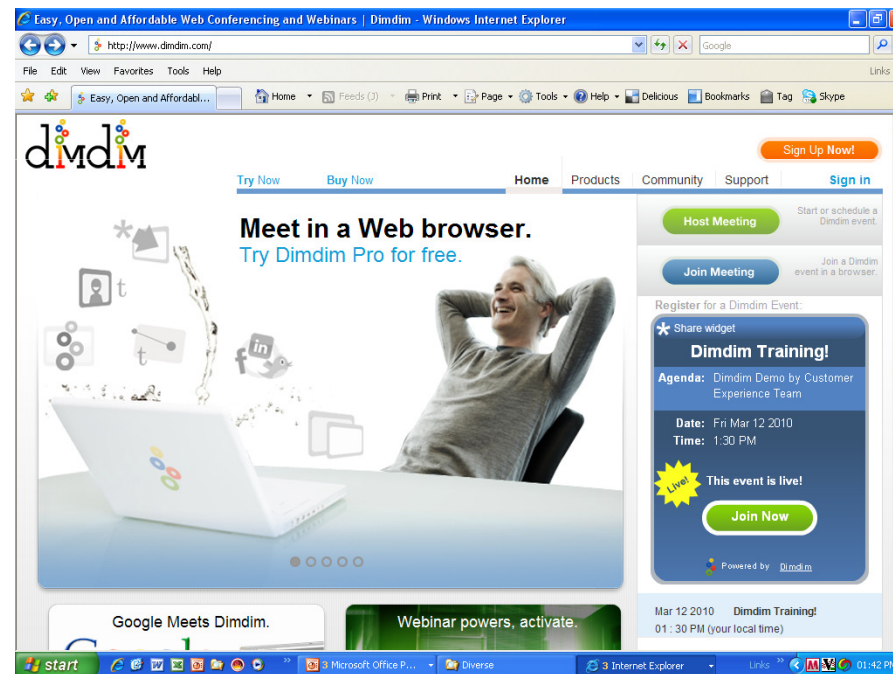 Easy, Open and Affordable Web Conferencing and Webinars | Dimdim - Windows Internet Explorer
http://www.dimdim.com/
Google
File Edit View Favorites Tools Help
Links
Easy, Open and Affordabl...
Home Feeds (J) Print Page Tools Help Delicious Bookmarks Tag Skype
dimdim
Sign Up Now!
Try Now Buy Now Home Products Community Support Sign in
Meet in a Web browser.
Try Dimdim Pro for free.
Host Meeting
Start or schedule a
Dimdim event.
Join Meeting
Join a Dimdim
event in a browser.
Register for a Dimdim Event:
Share widget
Dimdim Training!
Agenda: Dimdim Demo by Customer
Experience Team
Date: Fri Mar 12 2010
Time: 1:30 PM
Live!
This event is live!
Join Now
Powered by Dimdim
t
t
f
in
Google Meets Dimdim.
Webinar powers, activate.
Mar 12 2010 Dimdim Training!
01 : 30 PM (your local time)
start
3 Microsoft Office P...
Diverse
3 Internet Explorer
Links
01:42 PM